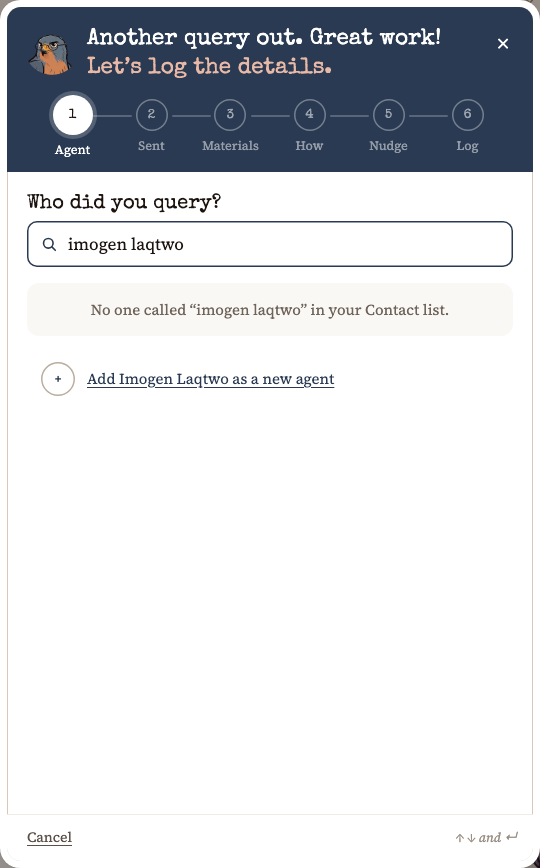 Another query out. Great work!
Let’s log the details.
×
1
2
3
4
5
6
Agent
Sent
Materials
How
Nudge
Log
Who did you query?
imogen laqtwo
No one called “imogen laqtwo” in your Contact list.
+
Add Imogen Laqtwo as a new agent
Cancel
↑↓ and ↵